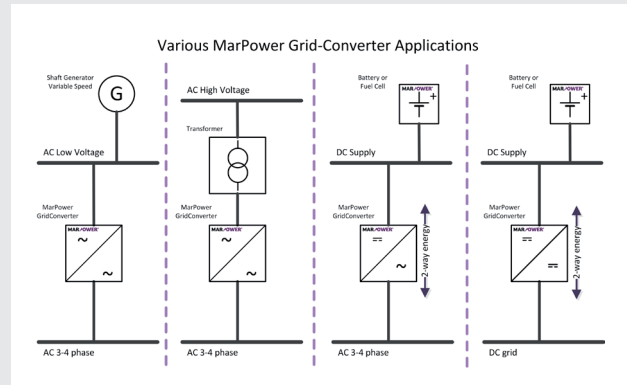 Various MarPower Grid-Converter Applications
Shaft Generator
Variable Speed
G
AC Low Voltage
MarPower
GridConverter
MAR POWER
AC 3-4 phase
AC High Voltage
Transformer
MarPower
GridConverter
MAR POWER
AC 3-4 phase
Battery or
Fuel Cell
MAR POWER
+
DC Supply
MarPower
GridConverter
MAR POWER
2-way energy
AC 3-4 phase
Battery or
Fuel Cell
MAR POWER
+
DC Supply
MarPower
GridConverter
MAR POWER
2-way energy
DC grid